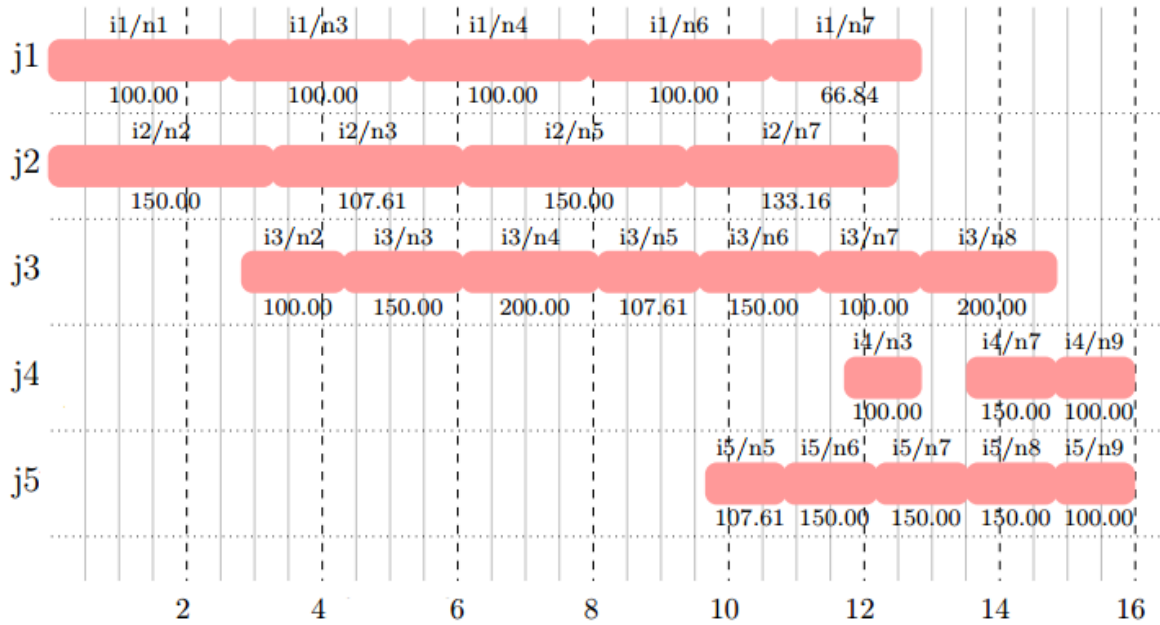 i1/n1 i1/n3 i1/n4 i1/n6 i1/n7
j1
100.00 100.00 100.00 100.00 66.84
i2/n2 i2/n3 i2/n5 i2/n7
j2
150.00 107.61 150.00 133.16
i3/n2 i3/n3 i3/n4 i3/n5 i3/n6 i3/n7 i3/n8
j3
100.00 150.00 200.00 107.61 150.00 100.00 200.00
i4/n3 i4/n7 i4/n9
j4
100.00 150.00 100.00
i5/n5 i5/n6 i5/n7 i5/n8 i5/n9
j5
107.61 150.00 150.00 150.00 100.00
2 4 6 8 10 12 14 16